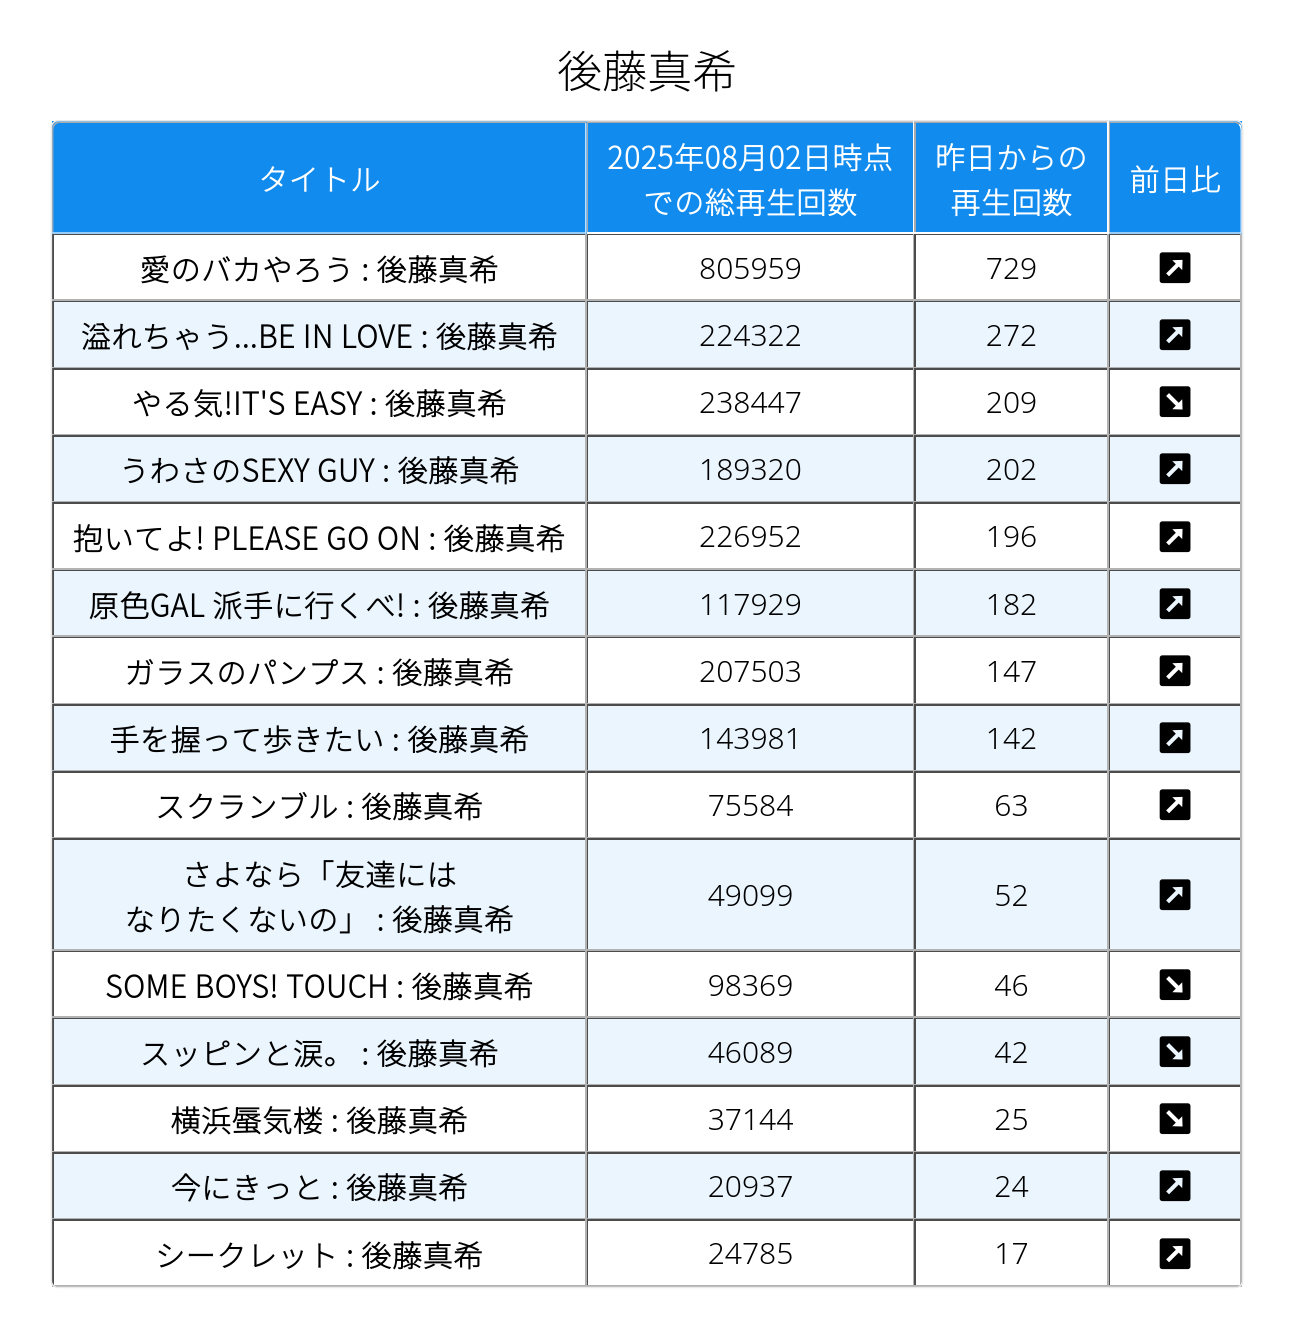 後藤真希
タイトル
2025年08月02日時点
での総再生回数
昨日からの
再生回数
前日比
愛のバカやろう : 後藤真希 805959 729 ↗
溢れちゃう...BE IN LOVE : 後藤真希 224322 272 ↗
やる気!IT'S EASY : 後藤真希 238447 209 ↘
うわさのSEXY GUY : 後藤真希 189320 202 ↗
抱いてよ! PLEASE GO ON : 後藤真希 226952 196 ↗
原色GAL 派手に行くべ! : 後藤真希 117929 182 ↗
ガラスのパンプス : 後藤真希 207503 147 ↗
手を握って歩きたい : 後藤真希 143981 142 ↗
スクランブル : 後藤真希 75584 63 ↗
さよなら「友達には
なりたくないの」 : 後藤真希 49099 52 ↗
SOME BOYS! TOUCH : 後藤真希 98369 46 ↘
スッピンと涙。 : 後藤真希 46089 42 ↘
横浜蜃気楼 : 後藤真希 37144 25 ↘
今にきっと : 後藤真希 20937 24 ↗
シークレット : 後藤真希 24785 17 ↗